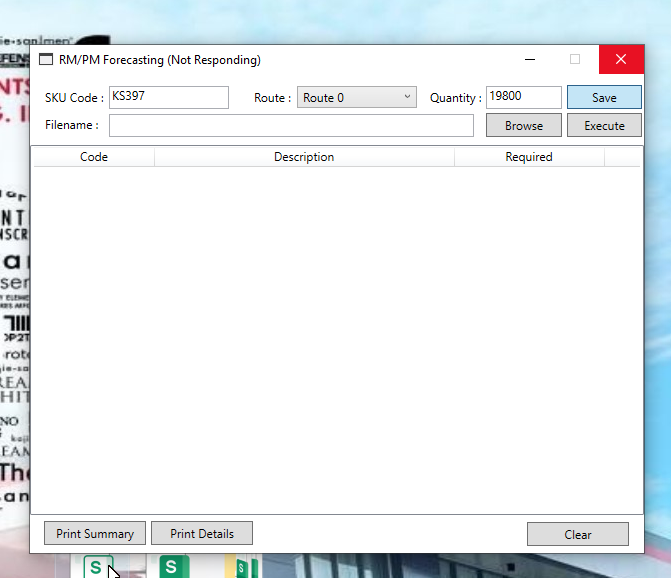 RM/PM Forecasting (Not Responding)
SKU Code : KS397 Route : Route 0 Quantity : 19800 Save
Filename : Browse Execute
Code Description Required
Print Summary Print Details Clear